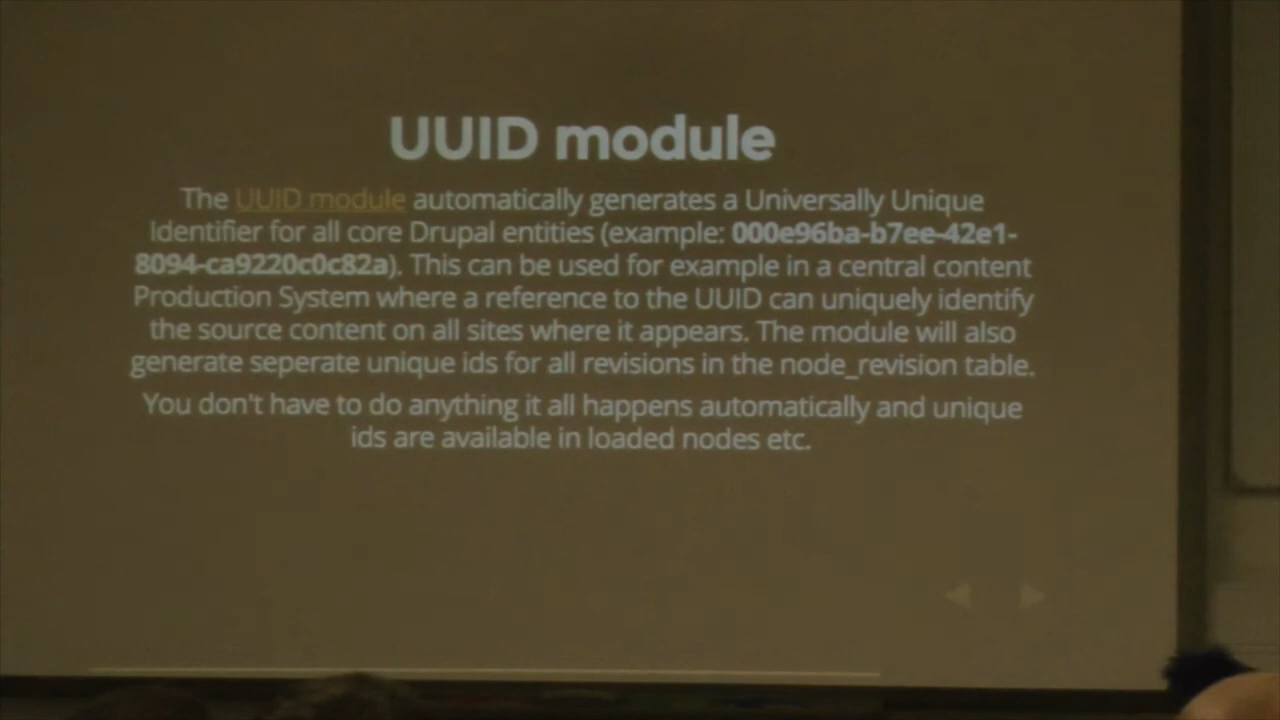 UUID module
The UUID module automatically generates a Universally Unique
Identifier for all core Drupal entities (example: 000e96ba-b7ee-42e1-
8094-ca9220c0c82a). This can be used for example in a central content
Production System where a reference to the UUID can uniquely identify
the source content on all sites where it appears. The module will also
generate seperate unique ids for all revisions in the node_revision table.
You don't have to do anything it all happens automatically and unique
ids are available in loaded nodes etc.